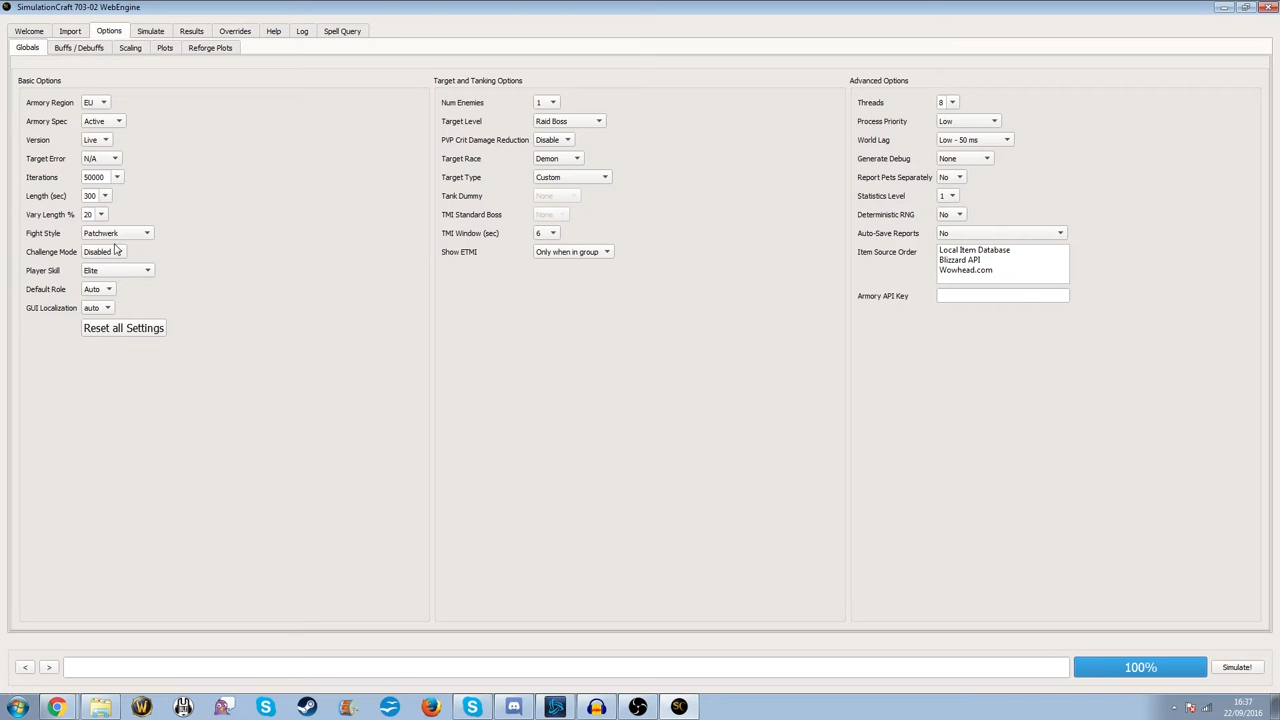 SimulationCraft 703-02 WebEngine
Welcome Import Options Simulate Results Overrides Help Log Spell Query
Globals Buffs / Debuffs Scaling Plots Reforge Plots
Basic Options
Armory Region EU
Armory Spec Active
Version Live
Target Error N/A
Iterations 50000
Length (sec) 300
Vary Length % 20
Fight Style Patchwerk
Challenge Mode Disabled
Player Skill Elite
Default Role Auto
GUI Localization auto
Reset all Settings
Target and Tanking Options
Num Enemies 1
Target Level Raid Boss
PVP Crit Damage Reduction Disable
Target Race Demon
Target Type Custom
Tank Dummy None
TMI Standard Boss None
TMI Window (sec) 6
Show ETMI Only when in group
Advanced Options
Threads 8
Process Priority Low
World Lag Low - 50 ms
Generate Debug None
Report Pets Separately No
Statistics Level 1
Deterministic RNG No
Auto-Save Reports No
Item Source Order Local Item Database
Blizzard API
Wowhead.com
Armory API Key
< > 100% Simulate!
16:37
22/09/2016